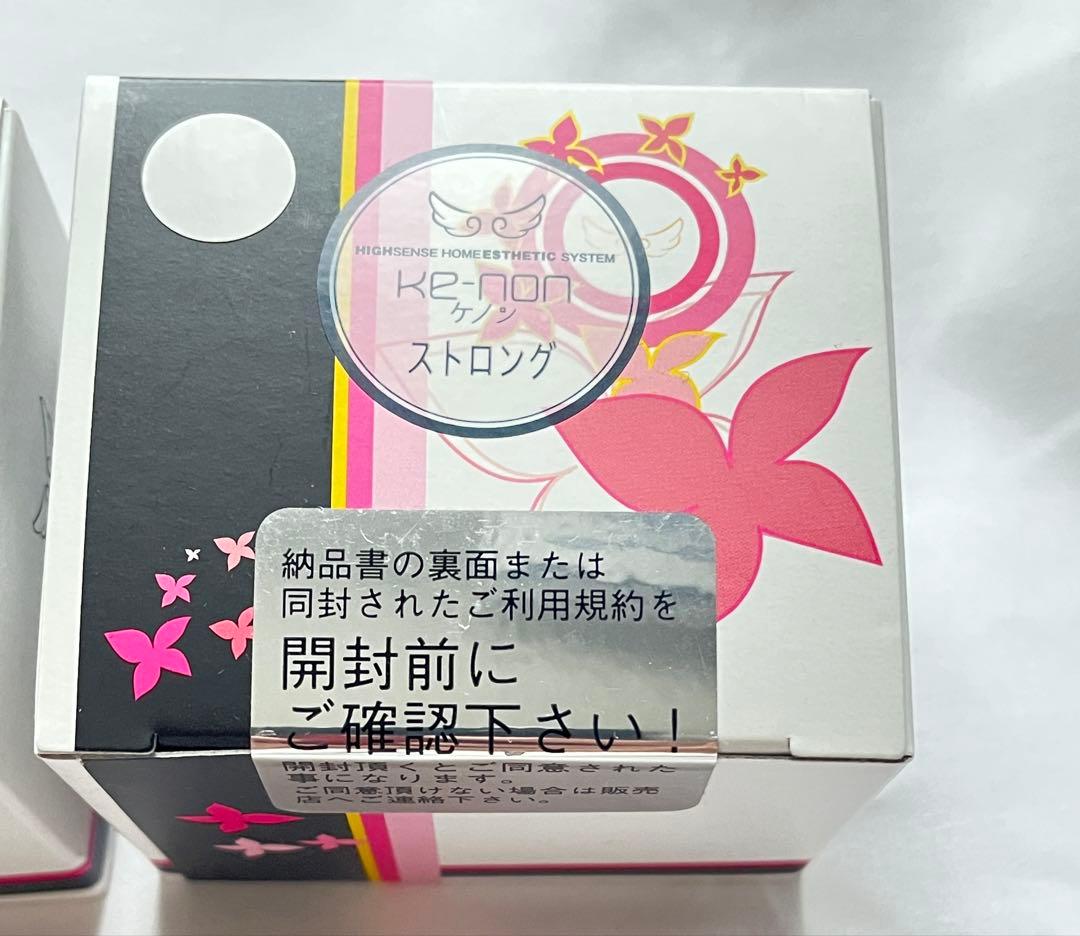 HIGHSENSE HOME ESTHETIC SYSTEM
Ke-non
ケノン
ストロング
納品書の裏面または
同封されたご利用規約を
開封前に
ご確認下さい！
開封頂くとご同意された
事になります。
ご同意頂けない場合は販売
店へご連絡下さい。